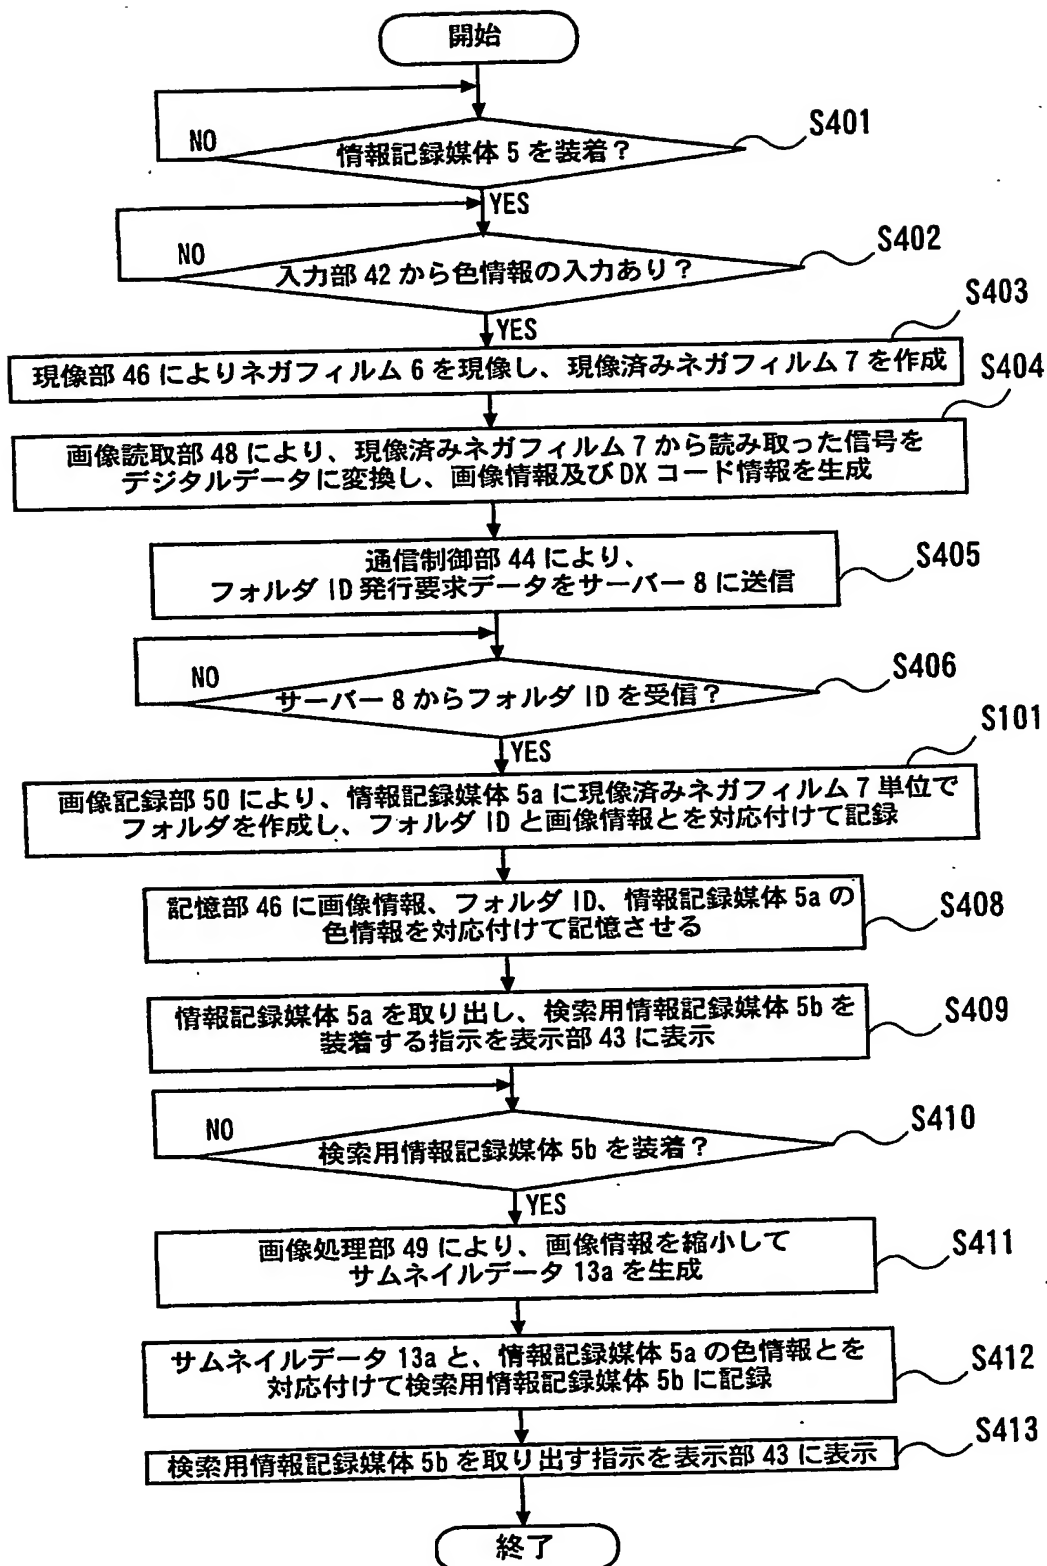 開始
NO
情報記録媒体 5 を装着？
S401
YES
NO
入力部 42 から色情報の入力あり？
S402
YES
S403
現像部 46 によりネガフィルム 6 を現像し、現像済みネガフィルム 7 を作成
S404
画像読取部 48 により、現像済みネガフィルム 7 から読み取った信号を
デジタルデータに変換し、画像情報及び DX コード情報を生成
通信制御部 44 により、
フォルダ ID 発行要求データをサーバー 8 に送信
S405
NO
サーバー 8 からフォルダ ID を受信？
S406
YES
S101
画像記録部 50 により、情報記録媒体 5a に現像済みネガフィルム 7 単位で
フォルダを作成し、フォルダ ID と画像情報とを対応付けて記録
記憶部 46 に画像情報、フォルダ ID、情報記録媒体 5a の
色情報を対応付けて記憶させる
S408
情報記録媒体 5a を取り出し、検索用情報記録媒体 5b を
装着する指示を表示部 43 に表示
S409
NO
検索用情報記録媒体 5b を装着？
S410
YES
画像処理部 49 により、画像情報を縮小して
サムネイルデータ 13a を生成
S411
サムネイルデータ 13a と、情報記録媒体 5a の色情報とを
対応付けて検索用情報記録媒体 5b に記録
S412
検索用情報記録媒体 5b を取り出す指示を表示部 43 に表示
S413
終了